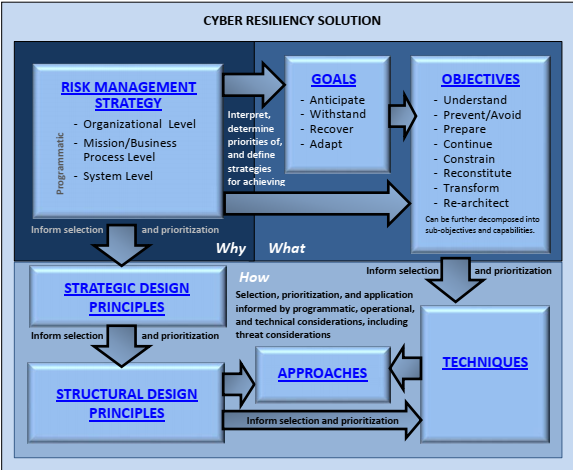 CYBER RESILIENCY SOLUTION
RISK MANAGEMENT
STRATEGY
- Organizational Level
- Mission/Business
Process Level
- System Level
Programmatic
Interpret,
determine
priorities of,
and define
strategies
for achieving
GOALS
- Anticipate
- Withstand
- Recover
- Adapt
OBJECTIVES
- Understand
- Prevent/Avoid
- Prepare
- Continue
- Constrain
- Reconstitute
- Transform
- Re-architect
Can be further decomposed into
sub-objectives and capabilities.
Inform selection and prioritization
Why What
How
Inform selection and prioritization
STRATEGIC DESIGN
PRINCIPLES
Selection, prioritization, and application
informed by programmatic, operational,
and technical considerations, including
threat considerations
Inform selection and prioritization
STRUCTURAL DESIGN
PRINCIPLES
APPROACHES
TECHNIQUES
Inform selection and prioritization